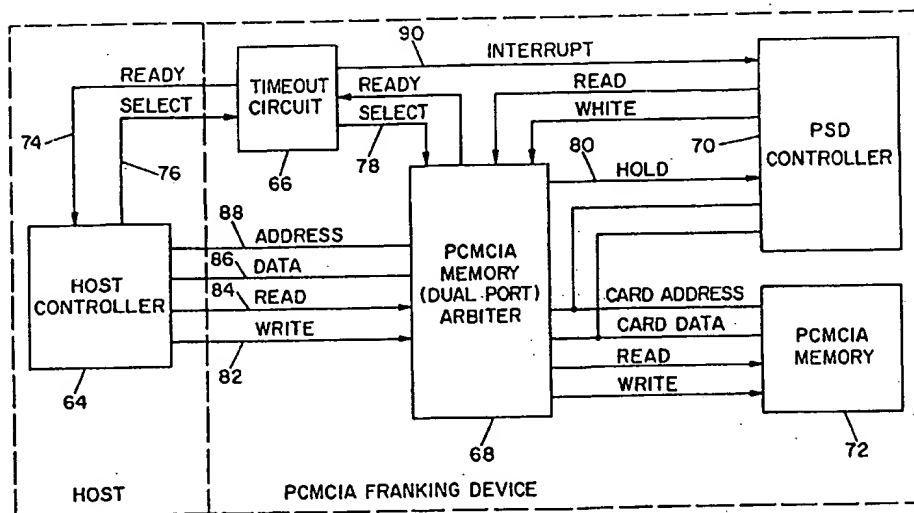 90
INTERRUPT
READY
TIMEOUT
CIRCUIT
READY
READ
SELECT
SELECT
WHITE
74
76
66
78
70
PSD
CONTROLLER
80
HOLD
88
ADDRESS
86
DATA
84
READ
WRITE
82
HOST
CONTROLLER
64
PCMCIA
MEMORY
(DUAL-PORT)
ARBITER
68
CARD ADDRESS
CARD DATA
READ
WRITE
PCMCIA
MEMORY
72
HOST
PCMCIA FRANKING DEVICE